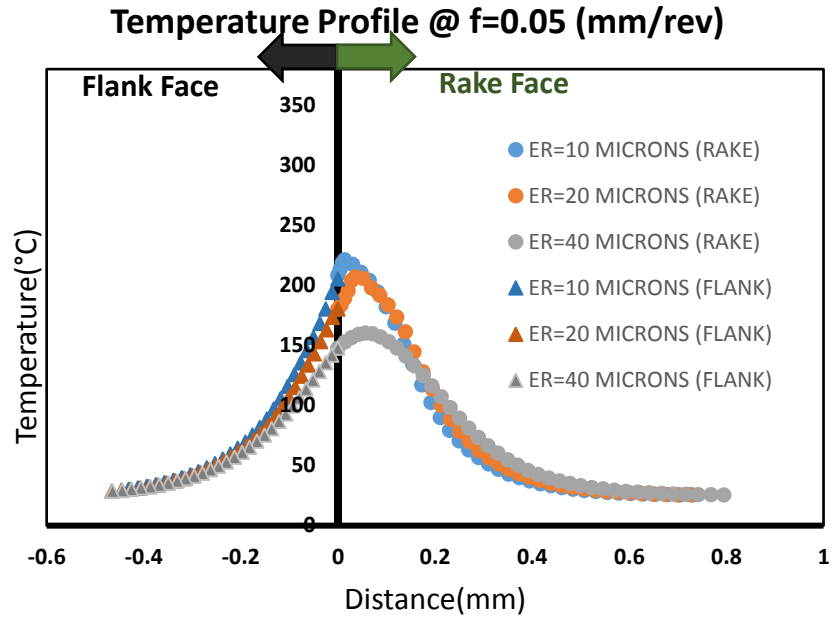 Temperature Profile @ f=0.05 (mm/rev)
Flank Face
Rake Face
350
300
250
200
150
100
50
0
ER=10 MICRONS (RAKE)
ER=20 MICRONS (RAKE)
ER=40 MICRONS (RAKE)
ER=10 MICRONS (FLANK)
ER=20 MICRONS (FLANK)
ER=40 MICRONS (FLANK)
Temperature(°C)
-0.6 -0.4 -0.2 0 0.2 0.4 0.6 0.8 1
Distance(mm)